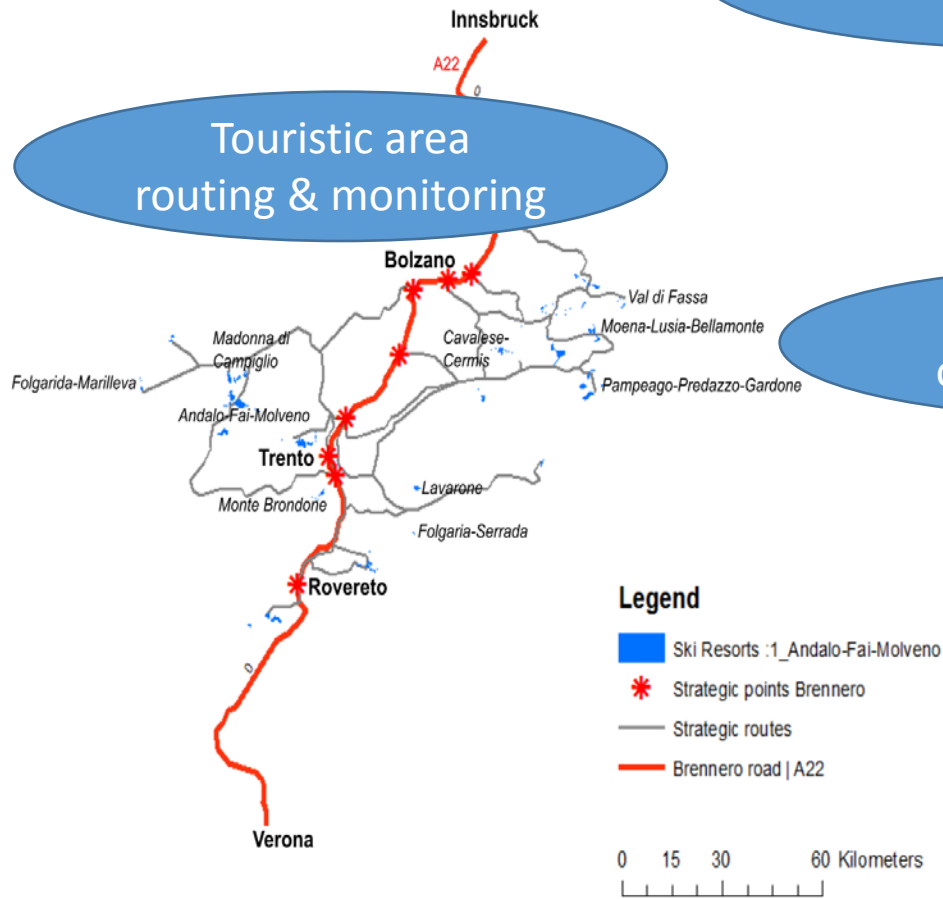 Innsbruck
A22
0
Touristic area
routing & monitoring
Bolzano
Val di Fassa
Moena-Lusia-Bellamonte
Madonna di
Campiglio
Cavalese-
Cermis
Folgarida-Marilleva
Pampeago-Predazzo-Gardone
Andalo-Fai-Molveno
Trento
Monte Brondone
Lavarone
Folgaria-Serrada
Rovereto
0
Verona
Legend
Ski Resorts :1_Andalo-Fai-Molveno
Strategic points Brennero
Strategic routes
Brennero road | A22
0 15 30 60 Kilometers